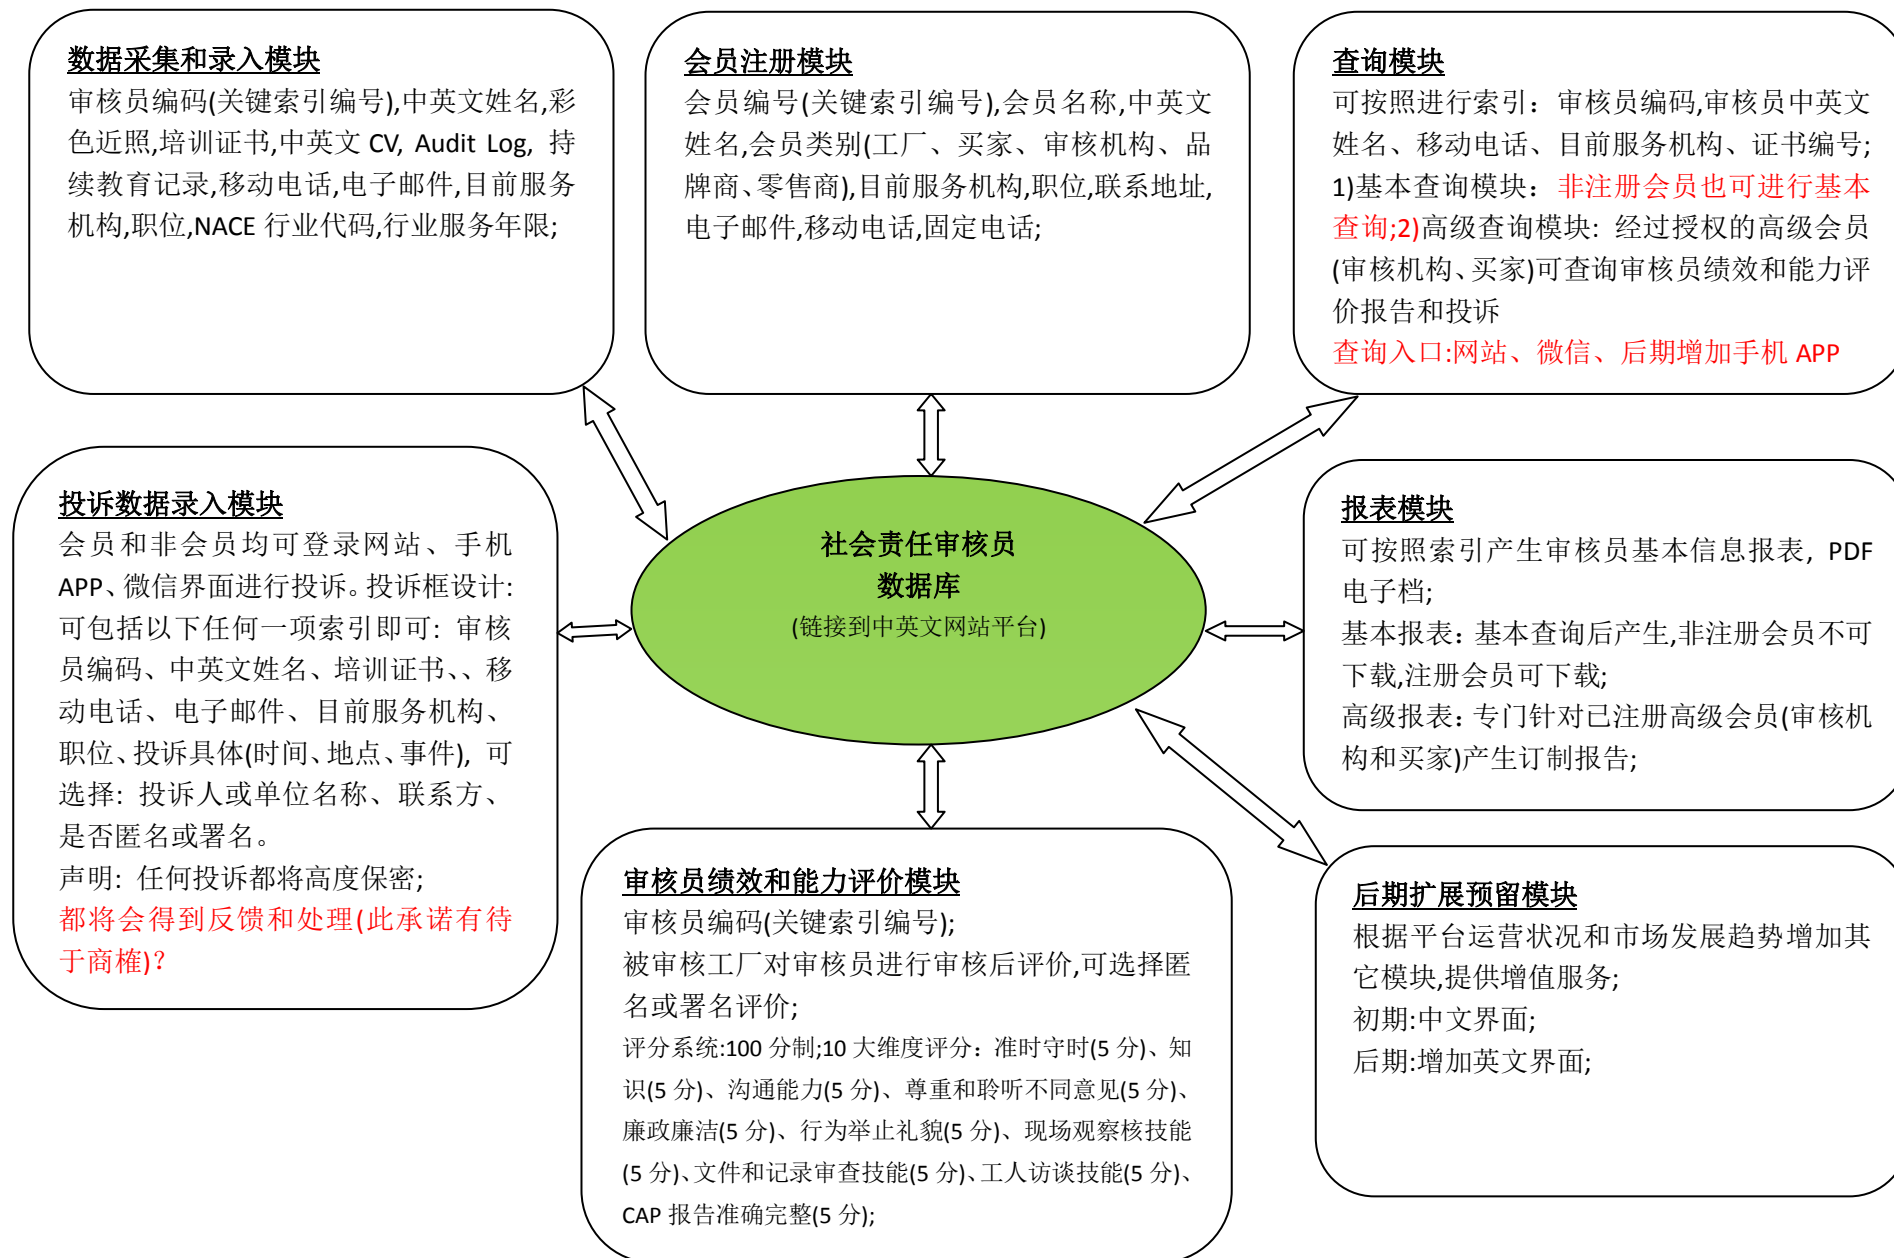 数据采集和录入模块
审核员编码(关键索引编号),中英文姓名,彩
色近照,培训证书,中英文 CV, Audit Log, 持
续教育记录,移动电话,电子邮件,目前服务
机构,职位,NACE 行业代码,行业服务年限;
会员注册模块
会员编号(关键索引编号),会员名称,中英文
姓名,会员类别(工厂、买家、审核机构、品
牌商、零售商),目前服务机构,职位,联系地址,
电子邮件,移动电话,固定电话;
查询模块
可按照进行索引：审核员编码,审核员中英文
姓名、移动电话、目前服务机构、证书编号;
1)基本查询模块：非注册会员也可进行基本
查询;2)高级查询模块: 经过授权的高级会员
(审核机构、买家)可查询审核员绩效和能力评
价报告和投诉
查询入口:网站、微信、后期增加手机 APP
投诉数据录入模块
会员和非会员均可登录网站、手机
APP、微信界面进行投诉。投诉框设计:
可包括以下任何一项索引即可: 审核
员编码、中英文姓名、培训证书、、移
动电话、电子邮件、目前服务机构、
职位、投诉具体(时间、地点、事件), 可
选择: 投诉人或单位名称、联系方、
是否匿名或署名。
声明: 任何投诉都将高度保密;
都将会得到反馈和处理(此承诺有待
于商榷)?
社会责任审核员
数据库
(链接到中英文网站平台)
报表模块
可按照索引产生审核员基本信息报表, PDF
电子档;
基本报表：基本查询后产生,非注册会员不可
下载,注册会员可下载;
高级报表: 专门针对已注册高级会员(审核机
构和买家)产生订制报告;
审核员绩效和能力评价模块
审核员编码(关键索引编号);
被审核工厂对审核员进行审核后评价,可选择匿
名或署名评价;
评分系统:100 分制;10 大维度评分：准时守时(5 分)、知
识(5 分)、沟通能力(5 分)、尊重和聆听不同意见(5 分)、
廉政廉洁(5 分)、行为举止礼貌(5 分)、现场观察核技能
(5 分)、文件和记录审查技能(5 分)、工人访谈技能(5 分)、
CAP 报告准确完整(5 分);
后期扩展预留模块
根据平台运营状况和市场发展趋势增加其
它模块,提供增值服务;
初期:中文界面;
后期:增加英文界面;